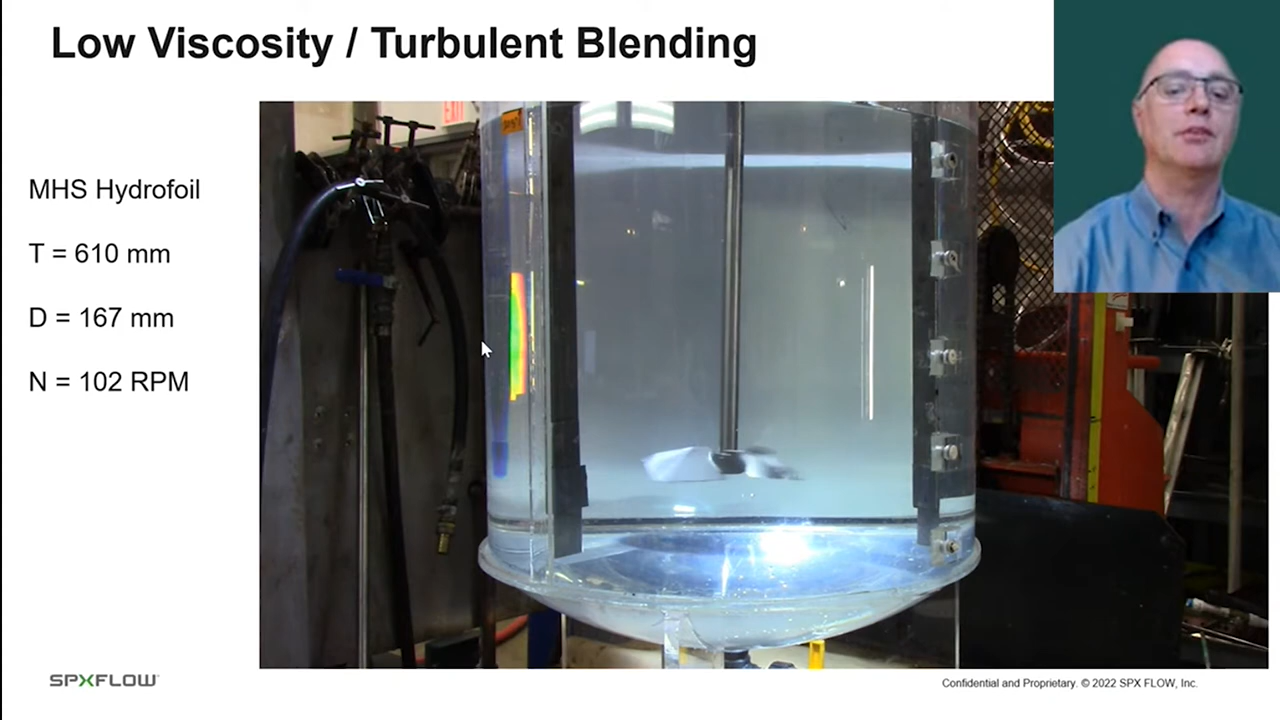 Low Viscosity / Turbulent Blending
EXIT
MHS Hydrofoil
T = 610 mm
D = 167 mm
N = 102 RPM
SPXFLOW
Confidential and Proprietary. © 2022 SPX FLOW, Inc.